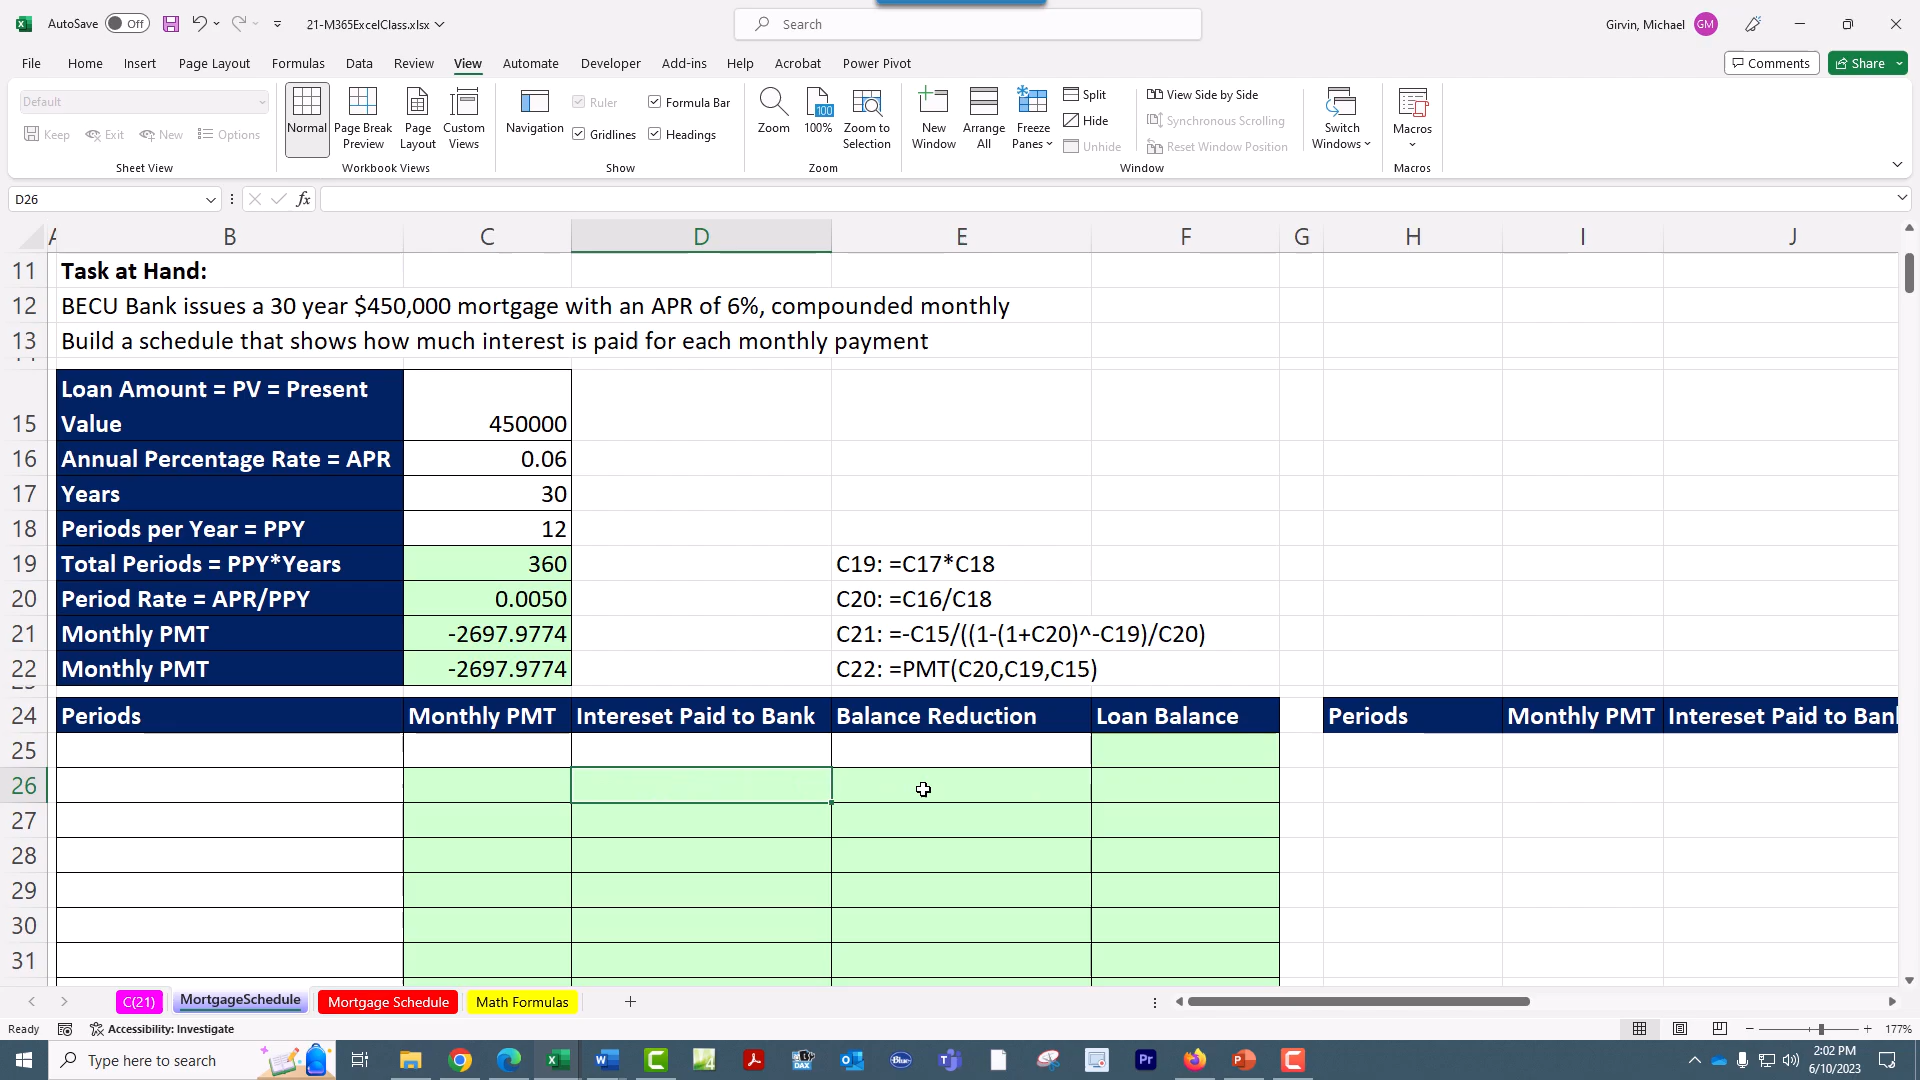 AutoSave Off 21-M365ExcelClass.xlsx Search Girvin, Michael GM
File Home Insert Page Layout Formulas Data Review View Automate Developer Add-ins Help Acrobat Power Pivot Comments Share
Default
Keep Exit New Options
Sheet View
Normal Page Break Preview Page Layout Custom Views
Workbook Views
Navigation Ruler Formula Bar
Gridlines Headings
Show
Zoom 100 100% Zoom to Selection
Zoom
New Window Arrange All Freeze Panes Split
Hide
Unhide
View Side by Side
Synchronous Scrolling
Reset Window Position
Window
Switch Windows
Macros
Macros
D26 fx
A B C D E F G H I J
11 Task at Hand:
12 BECU Bank issues a 30 year $450,000 mortgage with an APR of 6%, compounded monthly
13 Build a schedule that shows how much interest is paid for each monthly payment
Loan Amount = PV = Present
15 Value 450000
16 Annual Percentage Rate = APR 0.06
17 Years 30
18 Periods per Year = PPY 12
19 Total Periods = PPY*Years 360 C19: =C17*C18
20 Period Rate = APR/PPY 0.0050 C20: =C16/C18
21 Monthly PMT -2697.9774 C21: =-C15/((1-(1+C20)^-C19)/C20)
22 Monthly PMT -2697.9774 C22: =PMT(C20,C19,C15)
24 Periods Monthly PMT Intereset Paid to Bank Balance Reduction Loan Balance Periods Monthly PMT Intereset Paid to Ban
25
26
27
28
29
30
31
C(21) MortgageSchedule Mortgage Schedule Math Formulas
Ready Accessibility: Investigate 177%
Type here to search 2:02 PM
6/10/2023